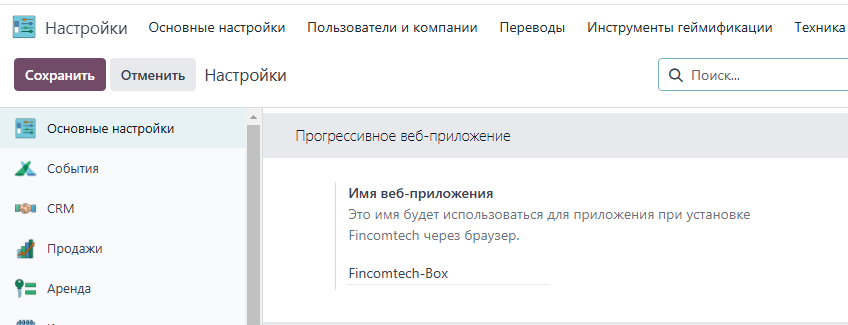 Настройки Основные настройки Пользователи и компании Переводы Инструменты геймификации Техника
Сохранить Отменить Настройки Поиск...
Основные настройки
Прогрессивное веб-приложение
События
Имя веб-приложения
CRM
Это имя будет использоваться для приложения при установке
Fincomtech через браузер.
Продажи
Fincomtech-Box
Аренда